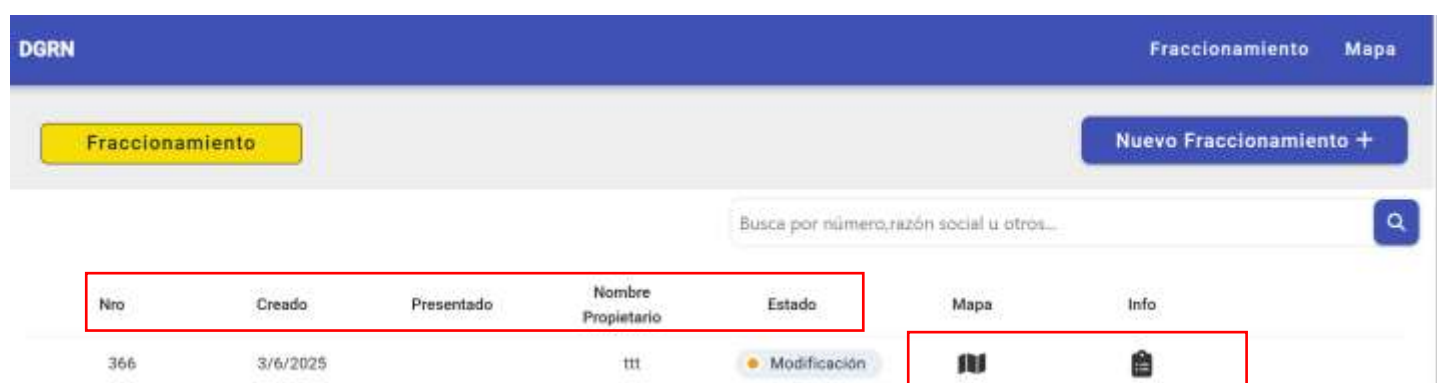 DGRN Fraccionamiento Mapa
Fraccionamiento Nuevo Fraccionamiento +
Busca por número,razón social u otros...
Nro Creado Presentado Nombre Propietario Estado Mapa Info
366 3/6/2025 ttt Modificación